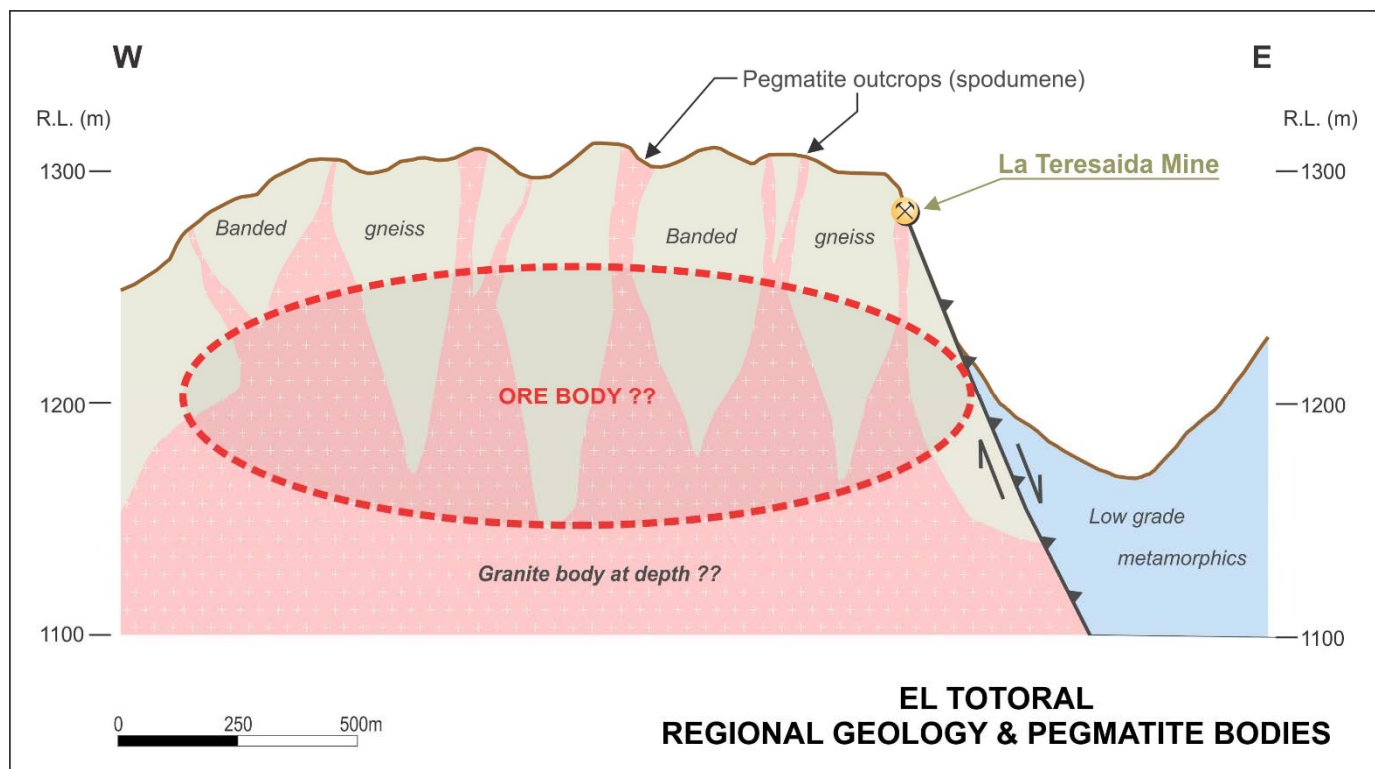 W
E
Pegmatite outcrops (spodumene)
R.L. (m)
R.L. (m)
1300
1300
La Teresaida Mine
Banded
gneiss
Banded
gneiss
ORE BODY ??
1200
1200
Low grade
metamorphics
Granite body at depth ??
1100
1100
0
250
500m
EL TOTORAL
REGIONAL GEOLOGY & PEGMATITE BODIES